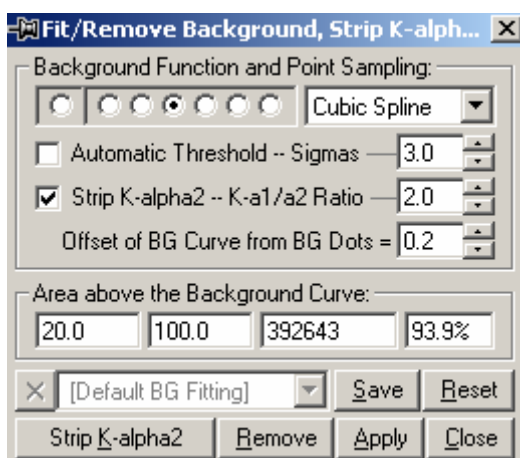 Fit/Remove Background, Strip K-alph...
Background Function and Point Sampling:
Cubic Spline
Automatic Threshold -- Sigmas 3.0
Strip K-alpha2 -- K-a1/a2 Ratio 2.0
Offset of BG Curve from BG Dots = 0.2
Area above the Background Curve:
20.0 100.0 392643 93.9%
[Default BG Fitting] Save Reset
Strip K-alpha2 Remove Apply Close